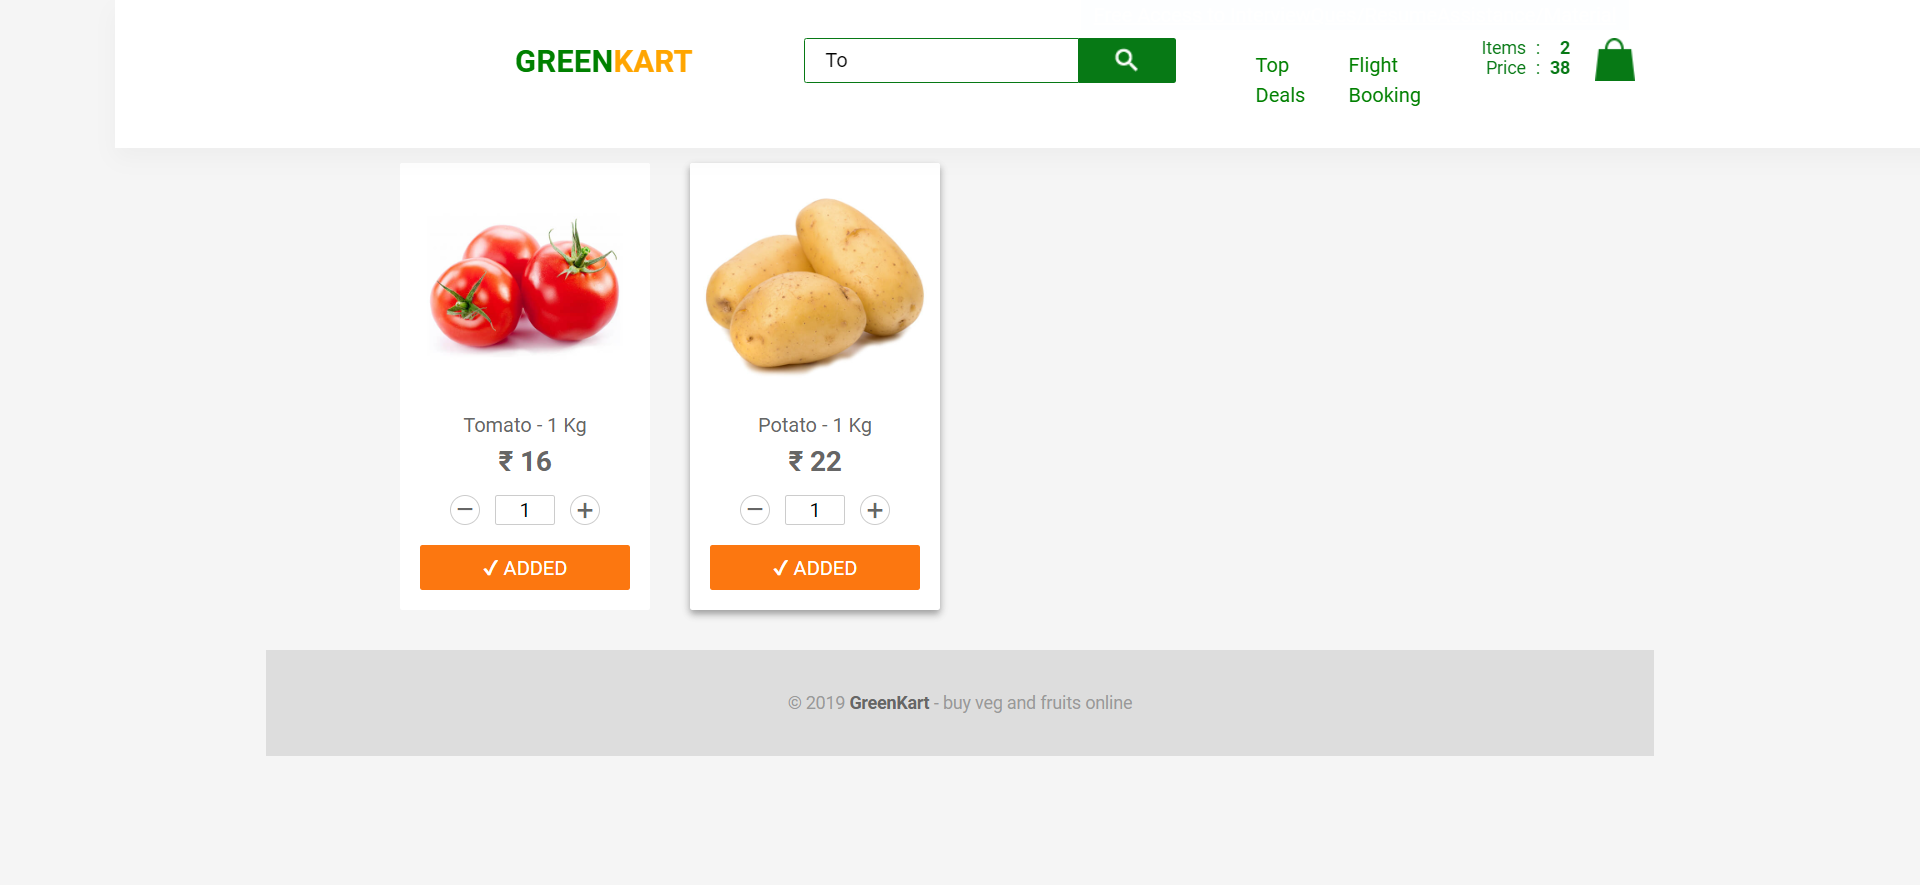 GREENKART
To
Top Deals
Flight Booking
Items : 2
Price : 38
Tomato - 1 Kg
₹ 16
1
✓ ADDED
Potato - 1 Kg
₹ 22
1
✓ ADDED
© 2019 GreenKart - buy veg and fruits online